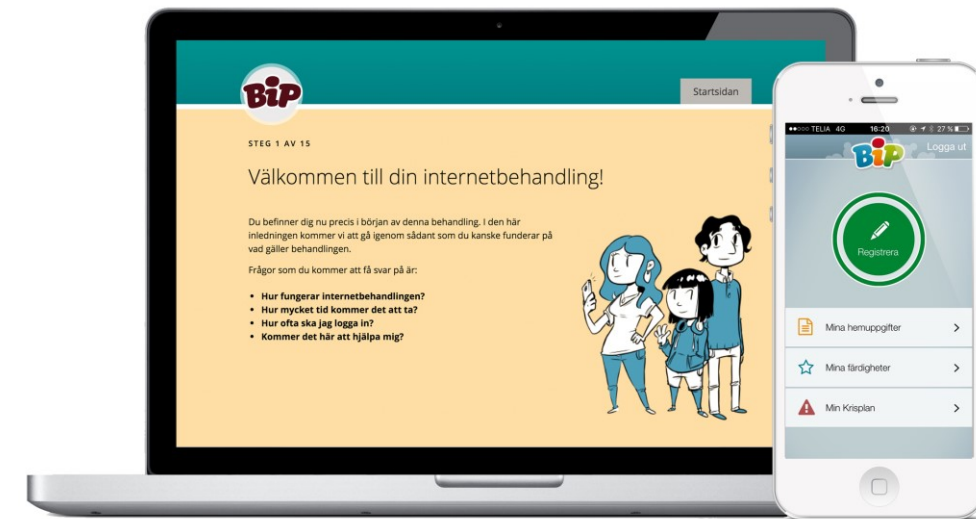 BiP
Startsidan
STEG 1 AV 15
Välkommen till din internetbehandling!
Du befinner dig nu precis i början av denna behandling. I den här
inledningen kommer vi att gå igenom sådant som du kanske funderar på
vad gäller behandlingen.
Frågor som du kommer att få svar på är:
• Hur fungerar internetbehandlingen?
• Hur mycket tid kommer det att ta?
• Hur ofta ska jag logga in?
• Kommer det här att hjälpa mig?
TELIA 4G 16:20 27 %
BiP
Logga ut
Registrera
Mina hemuppgifter
Mina färdigheter
Min Krisplan